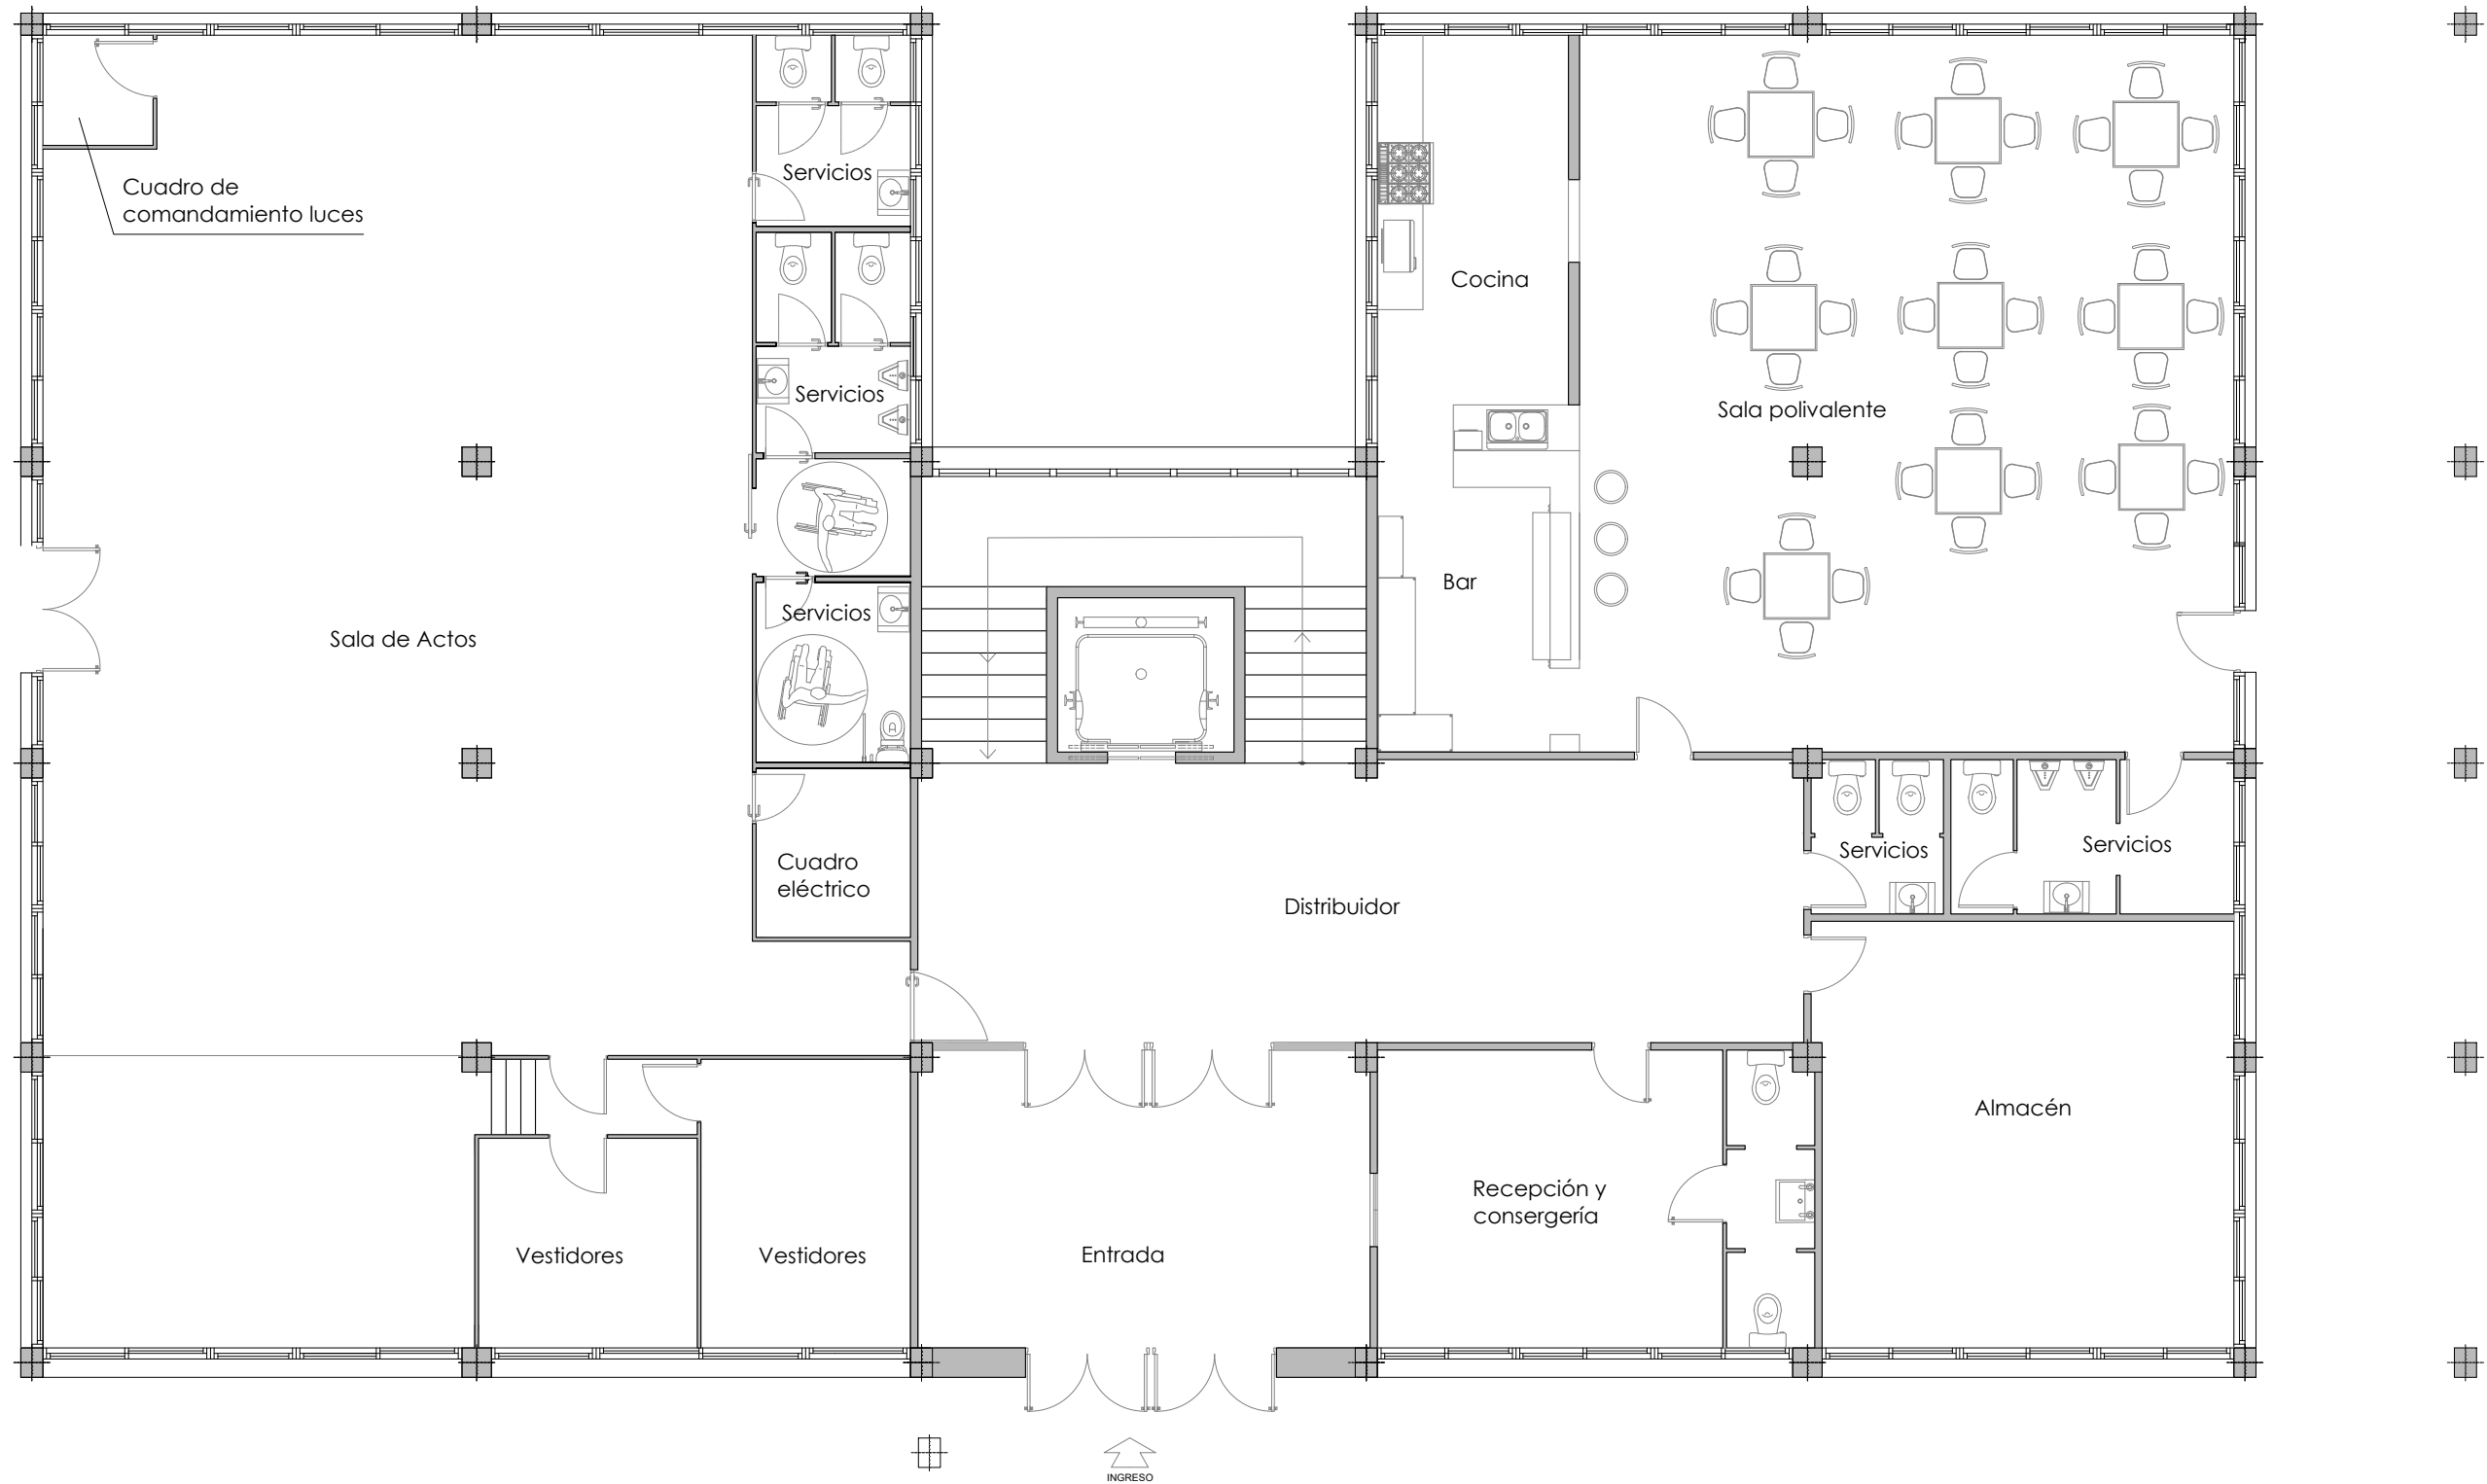 Servicios
Cuadro de
comandamiento luces
Cocina
Servicios
Sala polivalente
Bar
Servicios
Sala de Actos
Servicios
Servicios
Cuadro
eléctrico
Distribuidor
Almacén
Recepción y
consergería
Vestidores
Vestidores
Entrada
INGRESO